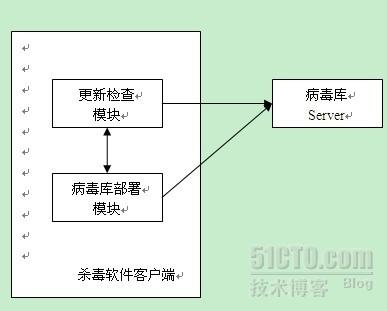 更新检查
模块
病毒库
Server
病毒库部署
模块
杀毒软件客户端
51CTO.com
技术博客 Blog